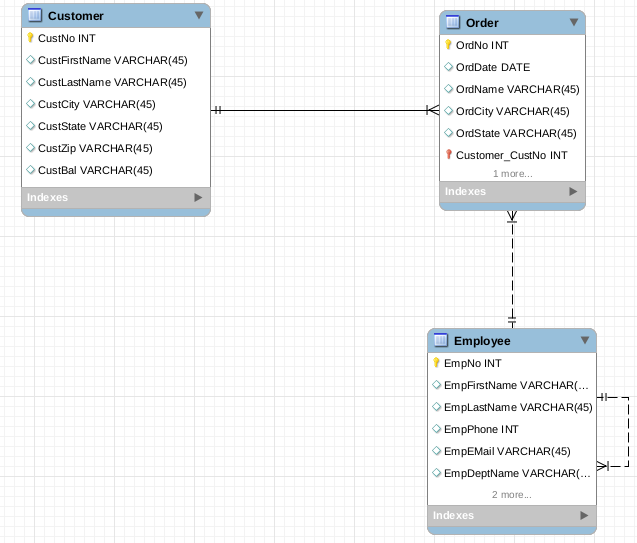 Customer
CustNo INT
CustFirstName VARCHAR(45)
CustLastName VARCHAR(45)
CustCity VARCHAR(45)
CustState VARCHAR(45)
CustZip VARCHAR(45)
CustBal VARCHAR(45)
Indexes
Order
OrdNo INT
OrdDate DATE
OrdName VARCHAR(45)
OrdCity VARCHAR(45)
OrdState VARCHAR(45)
Customer_CustNo INT
1 more...
Indexes
Employee
EmpNo INT
EmpFirstName VARCHAR(...
EmpLastName VARCHAR(45)
EmpPhone INT
EmpEMail VARCHAR(45)
EmpDeptName VARCHAR(...
2 more...
Indexes